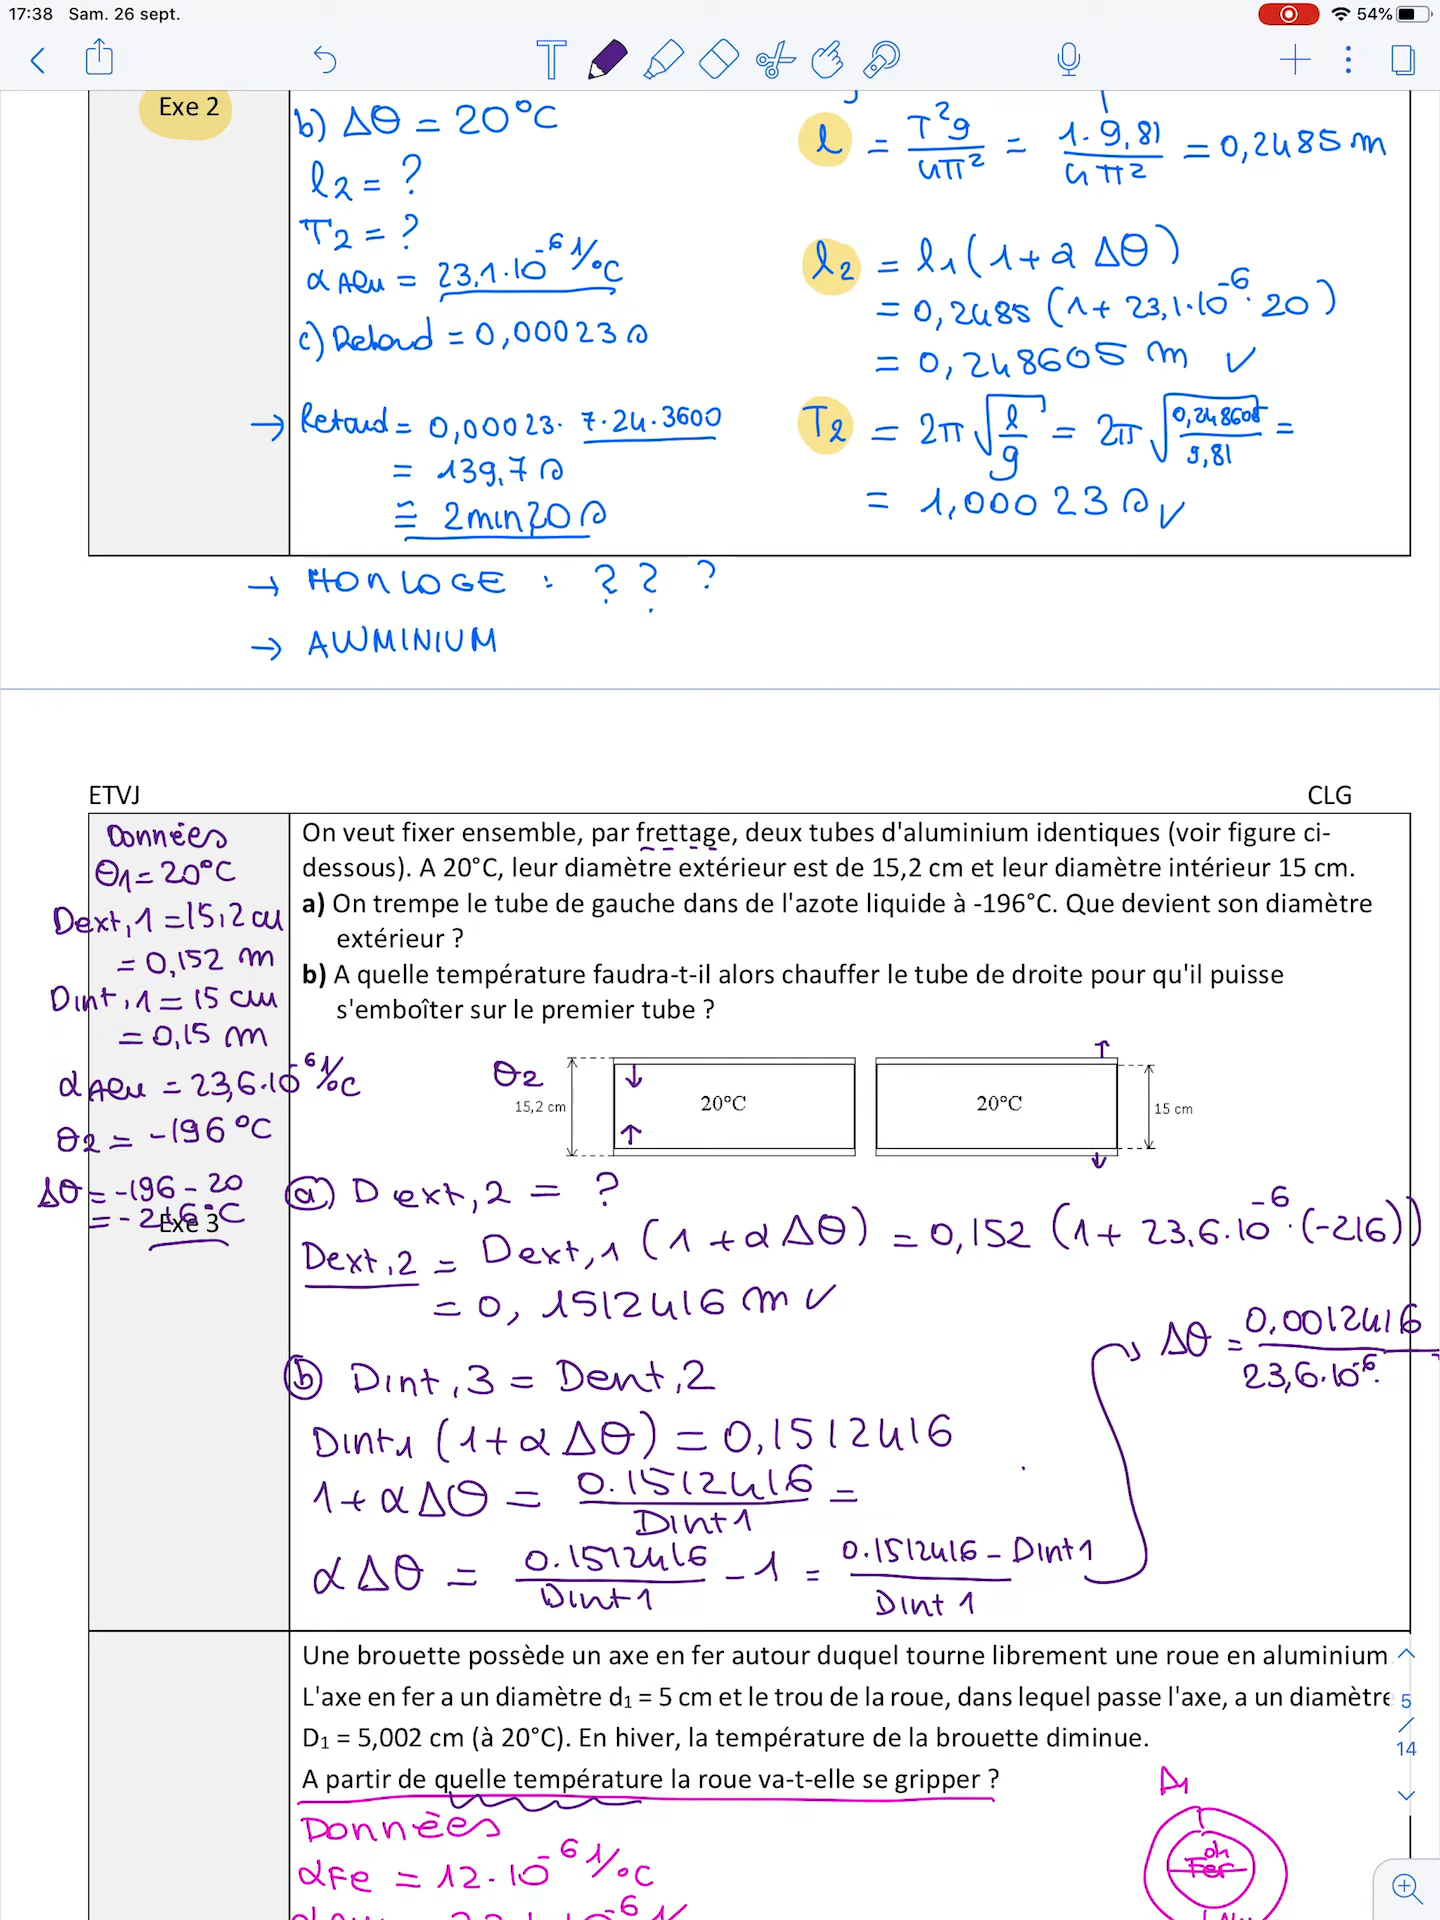 17:38 Sam. 26 sept.
54%
Exe 2
b) Δθ = 20°C
l2 = ?
T2 = ?
α Alu = 23,1·10^-6 1/°C
c) Retard = 0,00023 s
→ Retard = 0,00023 · 7·24·3600
= 139,7 s
≅ 2min20s
l = T²g/4π² = 1·9,81/4π² = 0,2485 m
l2 = l1 (1+α Δθ)
= 0,2485 (1+ 23,1·10^-6·20)
= 0,248605 m ✓
T2 = 2π √(l/g) = 2π √(0,248605/9,81) =
= 1,00023 s ✓
→ HORLOGE : ? ? ?
→ ALUMINIUM
ETVJ CLG
Données
θ1 = 20°C
Dext,1 = 15,2 cm
= 0,152 m
Dint,1 = 15 cm
= 0,15 m
α Alu = 23,6·10^-6 1/°C
θ2 = -196°C
Δθ = -196 - 20
= -216°C
Exe 3
On veut fixer ensemble, par frettage, deux tubes d'aluminium identiques (voir figure ci-
dessous). A 20°C, leur diamètre extérieur est de 15,2 cm et leur diamètre intérieur 15 cm.
a) On trempe le tube de gauche dans de l'azote liquide à -196°C. Que devient son diamètre
extérieur ?
b) A quelle température faudra-t-il alors chauffer le tube de droite pour qu'il puisse
s'emboîter sur le premier tube ?
θ2
15,2 cm
20°C
20°C
15 cm
a) Dext,2 = ?
Dext,2 = Dext,1 (1+αΔθ) = 0,152 (1+ 23,6·10^-6·(-216))
= 0,1512416 m ✓
b) Dint,3 = Dent,2
Dint1 (1+αΔθ) = 0,1512416
1+αΔθ = 0.1512416/Dint1 =
αΔθ = 0.1512416/Dint1 - 1 = 0.1512416 - Dint1/Dint1
→ Δθ = 0,0012416/23,6·10^-6·
Une brouette possède un axe en fer autour duquel tourne librement une roue en aluminium.
L'axe en fer a un diamètre d1 = 5 cm et le trou de la roue, dans lequel passe l'axe, a un diamètre
D1 = 5,002 cm (à 20°C). En hiver, la température de la brouette diminue.
A partir de quelle température la roue va-t-elle se gripper ?
5
/
14
Données
αFe = 12·10^-6 1/°C
D1
Fer